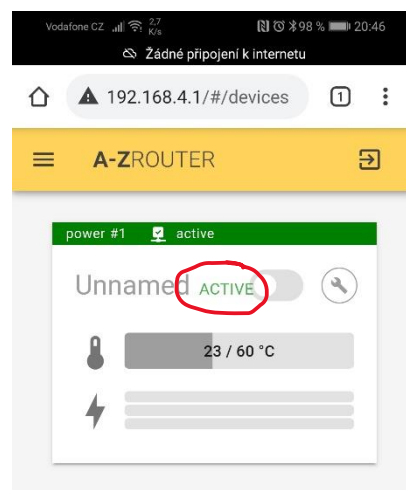 Vodafone CZ 2,7 K/s 98 % 20:46
Žádné připojení k internetu
192.168.4.1/#/devices 1
A-ZROUTER
power #1 active
Unnamed ACTIVE
23 / 60 °C